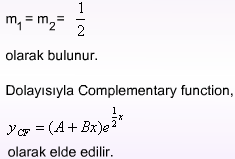 m₁ = m₂ = 1/2
olarak bulunur.
Dolayısıyla Complementary function,
y_CF = (A + Bx)e^(1/2 x)
olarak elde edilir.